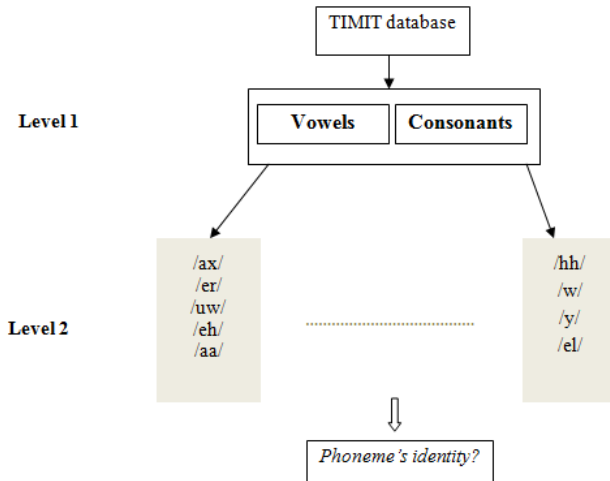 TIMIT database
Level 1
Vowels Consonants
/ax/
/er/
/uw/
/eh/
/aa/
/hh/
/w/
/y/
/el/
Level 2
Phoneme's identity?